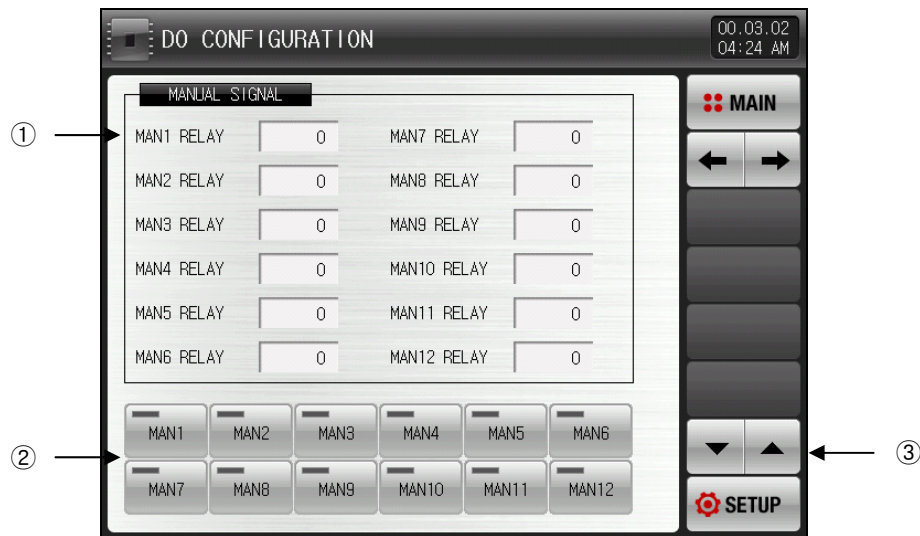 DO CONFIGURATION
00.03.02
04:24 AM
MANUAL SIGNAL
MAIN
①
MAN1 RELAY 0 MAN7 RELAY 0
MAN2 RELAY 0 MAN8 RELAY 0
MAN3 RELAY 0 MAN9 RELAY 0
MAN4 RELAY 0 MAN10 RELAY 0
MAN5 RELAY 0 MAN11 RELAY 0
MAN6 RELAY 0 MAN12 RELAY 0
MAN1 MAN2 MAN3 MAN4 MAN5 MAN6
② ③
MAN7 MAN8 MAN9 MAN10 MAN11 MAN12
SETUP